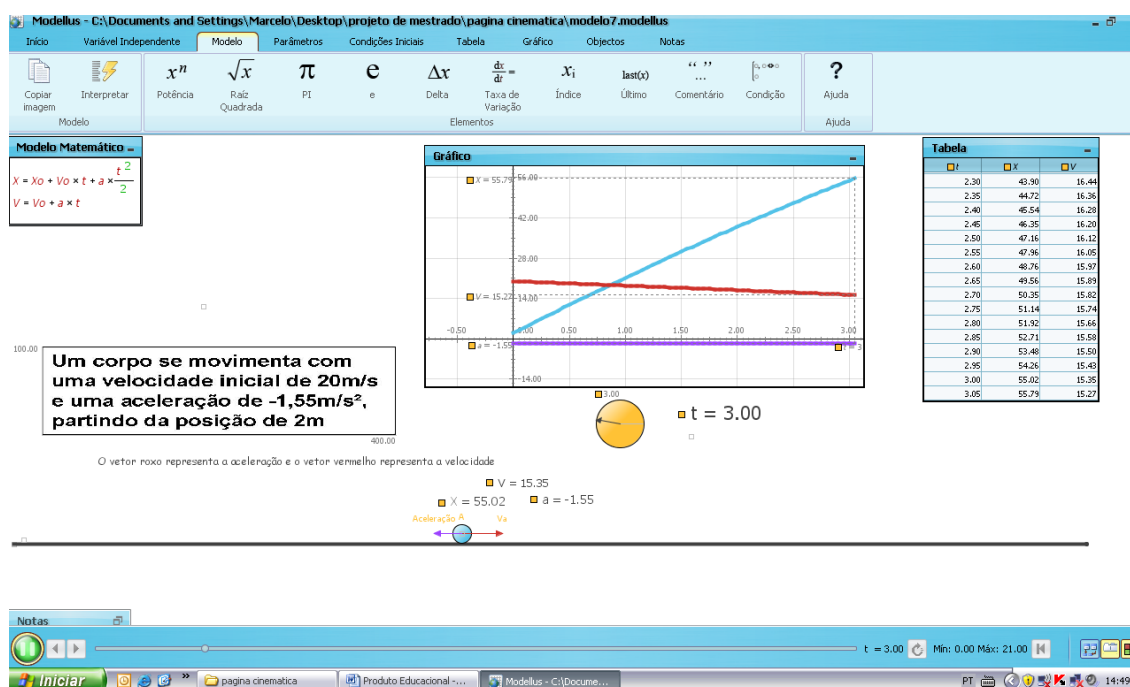 Modellus - C:\Documents and Settings\Marcelo\Desktop\projeto de mestrado\pagina cinematica\modelo7.modellus
Início Variável Independente Modelo Parâmetros Condições Iniciais Tabela Gráfico Objectos Notas
xⁿ √x π e Δx dx/dt = xᵢ last(x) “ ” ... ?
Copiar imagem Interpretar Potência Raíz Quadrada PI e Delta Taxa de Variação Índice Último Comentário Condição Ajuda
Modelo Elementos Ajuda
Modelo Matemático
X = Xo + Vo × t + a × t²/2
V = Vo + a × t
Gráfico
X = 55.79 56.00
42.00
28.00
V = 15.27 14.00
-0.50 0.00 0.50 1.00 1.50 2.00 2.50 3.00
a = -1.55 t = 3
-14.00
Tabela
t X V
2.30 43.90 16.44
2.35 44.72 16.36
2.40 45.54 16.28
2.45 46.35 16.20
2.50 47.16 16.12
2.55 47.96 16.05
2.60 48.76 15.97
2.65 49.56 15.89
2.70 50.35 15.82
2.75 51.14 15.74
2.80 51.92 15.66
2.85 52.71 15.58
2.90 53.48 15.50
2.95 54.26 15.43
3.00 55.02 15.35
3.05 55.79 15.27
100.00
Um corpo se movimenta com
uma velocidade inicial de 20m/s
e uma aceleração de -1,55m/s²,
partindo da posição de 2m
400.00
3.00
t = 3.00
O vetor roxo representa a aceleração e o vetor vermelho representa a velocidade
V = 15.35
X = 55.02 a = -1.55
Aceleração A Va
Notas
t = 3.00 Mín: 0.00 Máx: 21.00
Iniciar » pagina cinematica Produto Educacional -... Modellus - C:\Docume... PT 14:49